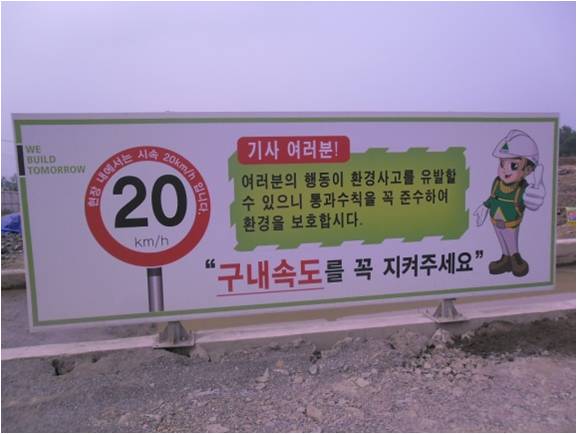 WE
BUILD
TOMORROW
현장 내에서는 시속 20km/h 입니다.
20
km/h
기사 여러분!
여러분의 행동이 환경사고를 유발할
수 있으니 통과수칙을 꼭 준수하여
환경을 보호합시다.
“구내속도를 꼭 지켜주세요”